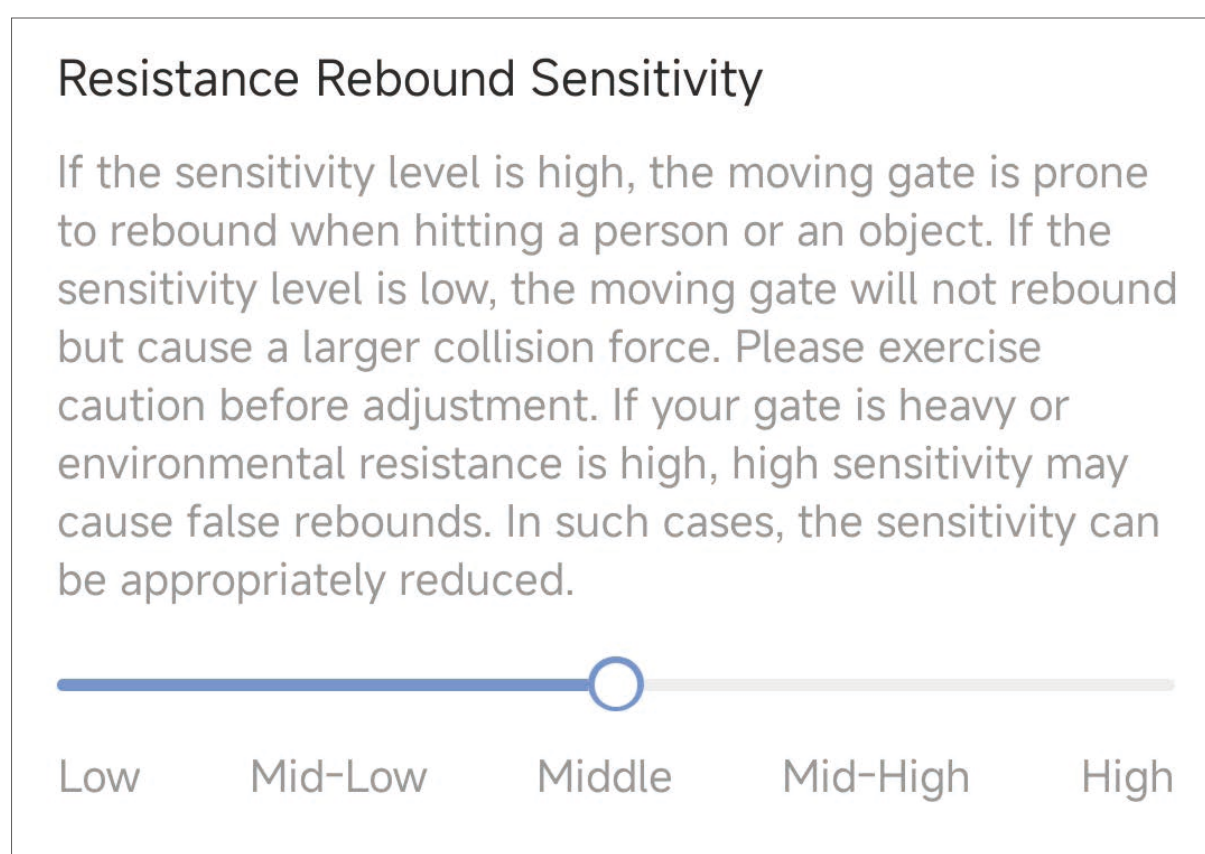 Resistance Rebound Sensitivity
If the sensitivity level is high, the moving gate is prone
to rebound when hitting a person or an object. If the
sensitivity level is low, the moving gate will not rebound
but cause a larger collision force. Please exercise
caution before adjustment. If your gate is heavy or
environmental resistance is high, high sensitivity may
cause false rebounds. In such cases, the sensitivity can
be appropriately reduced.
Low Mid-Low Middle Mid-High High